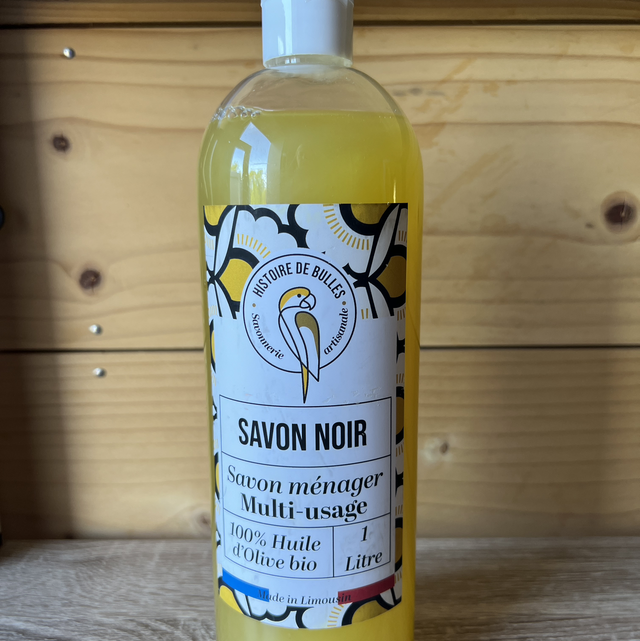 HISTOIRE DE BULLES
Savonnerie artisanale
SAVON NOIR
Savon ménager
Multi-usage
100% Huile
d'Olive bio
1
Litre
Made in Limousin